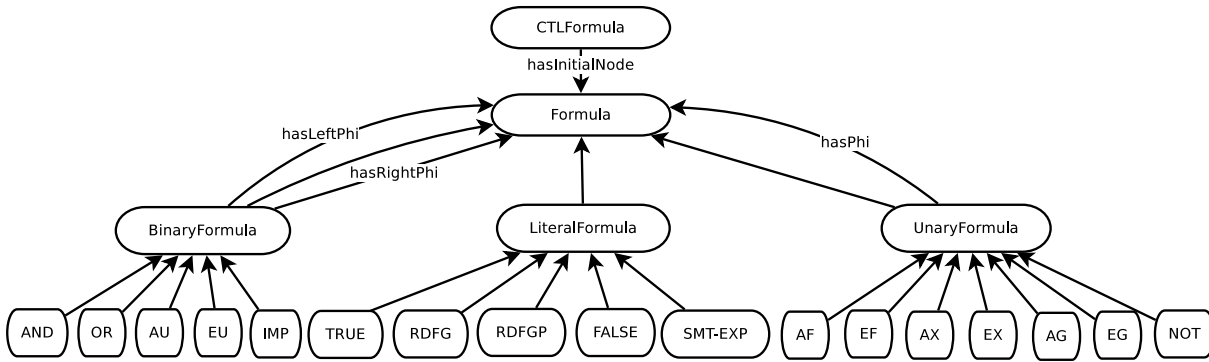 CTLFormula
hasInitialNode
Formula
hasLeftPhi
hasPhi
hasRightPhi
BinaryFormula
LiteralFormula
UnaryFormula
AND
OR
AU
EU
IMP
TRUE
RDFG
RDFGP
FALSE
SMT-EXP
AF
EF
AX
EX
AG
EG
NOT